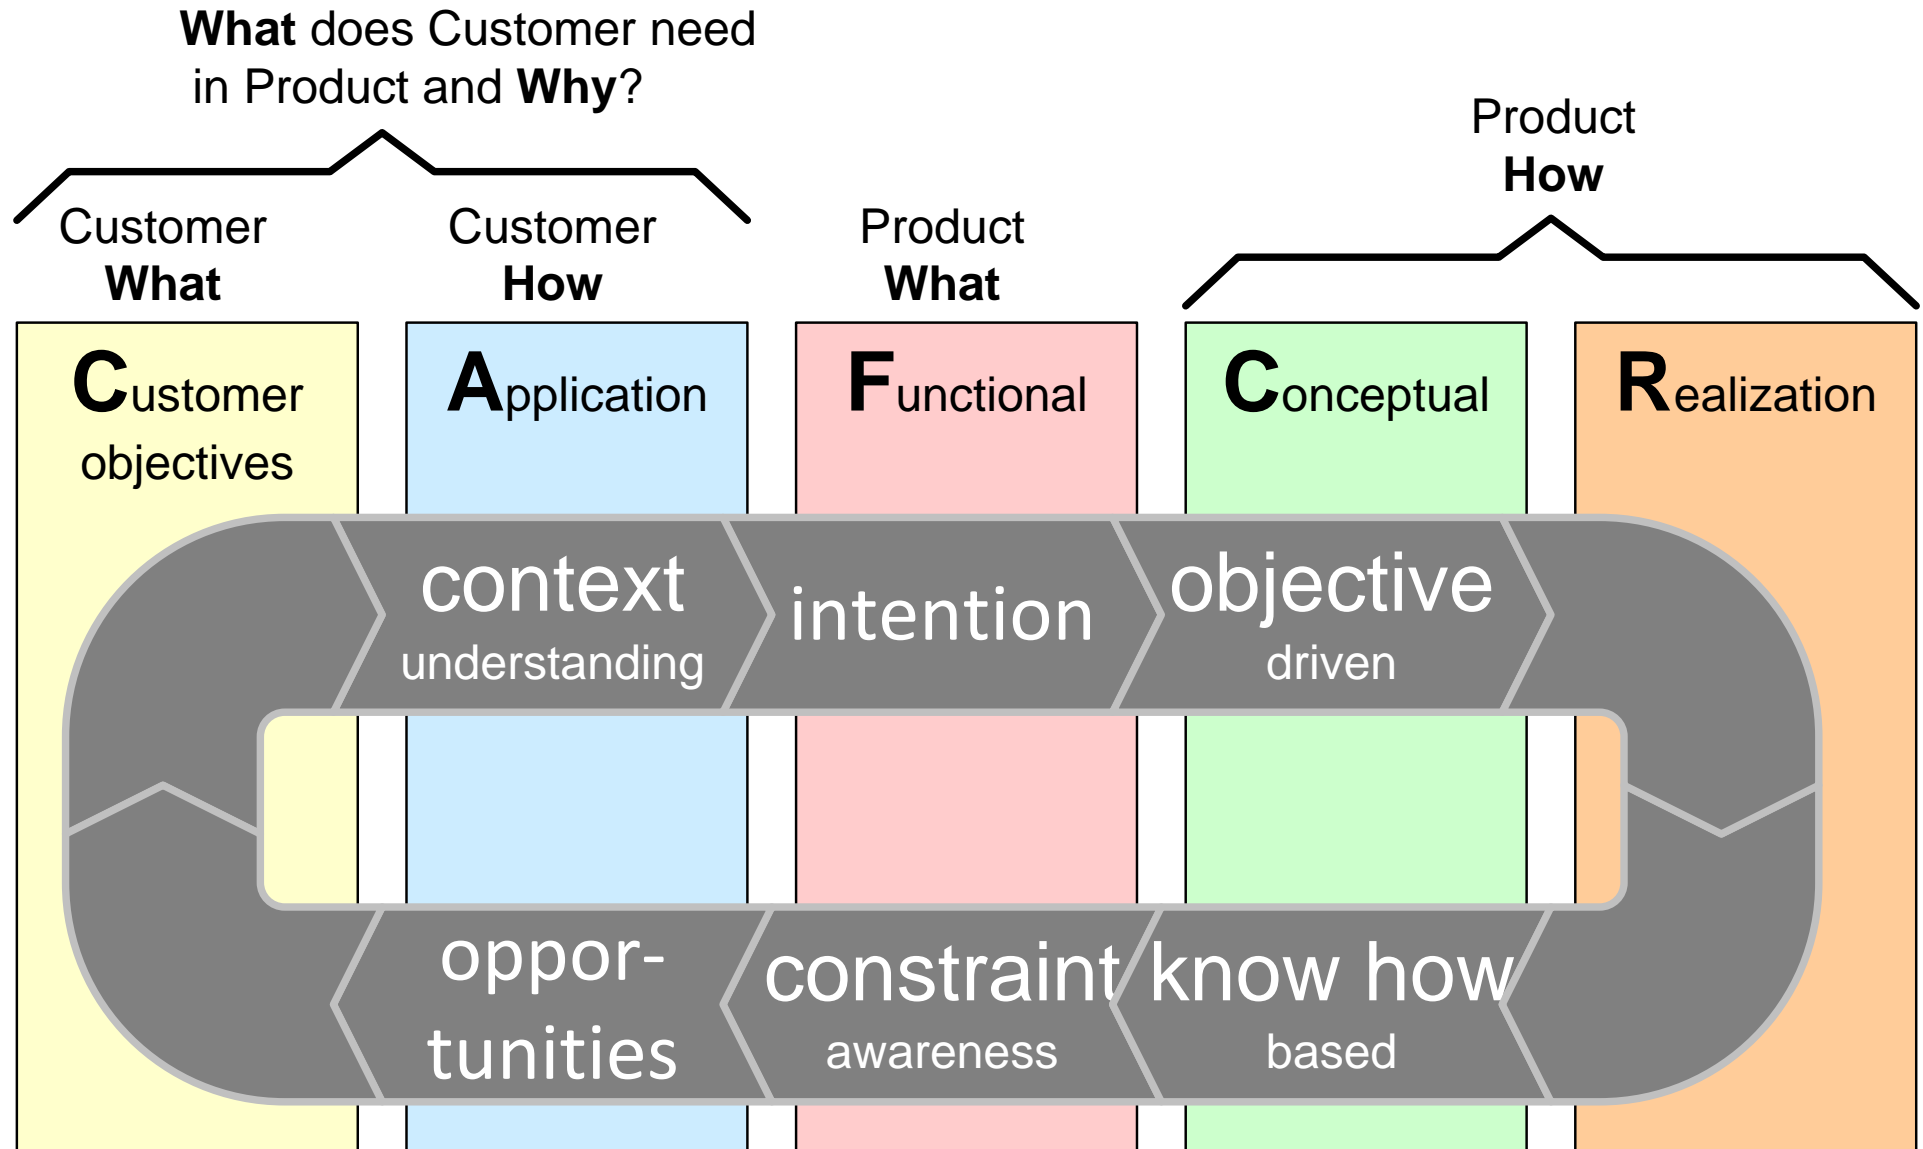 What does Customer need
in Product and Why?
Product
How
Customer
What
Customer
How
Product
What
Customer
objectives
Application
Functional
Conceptual
Realization
context
understanding
intention
objective
driven
oppor-
tunities
constraint
awareness
know how
based